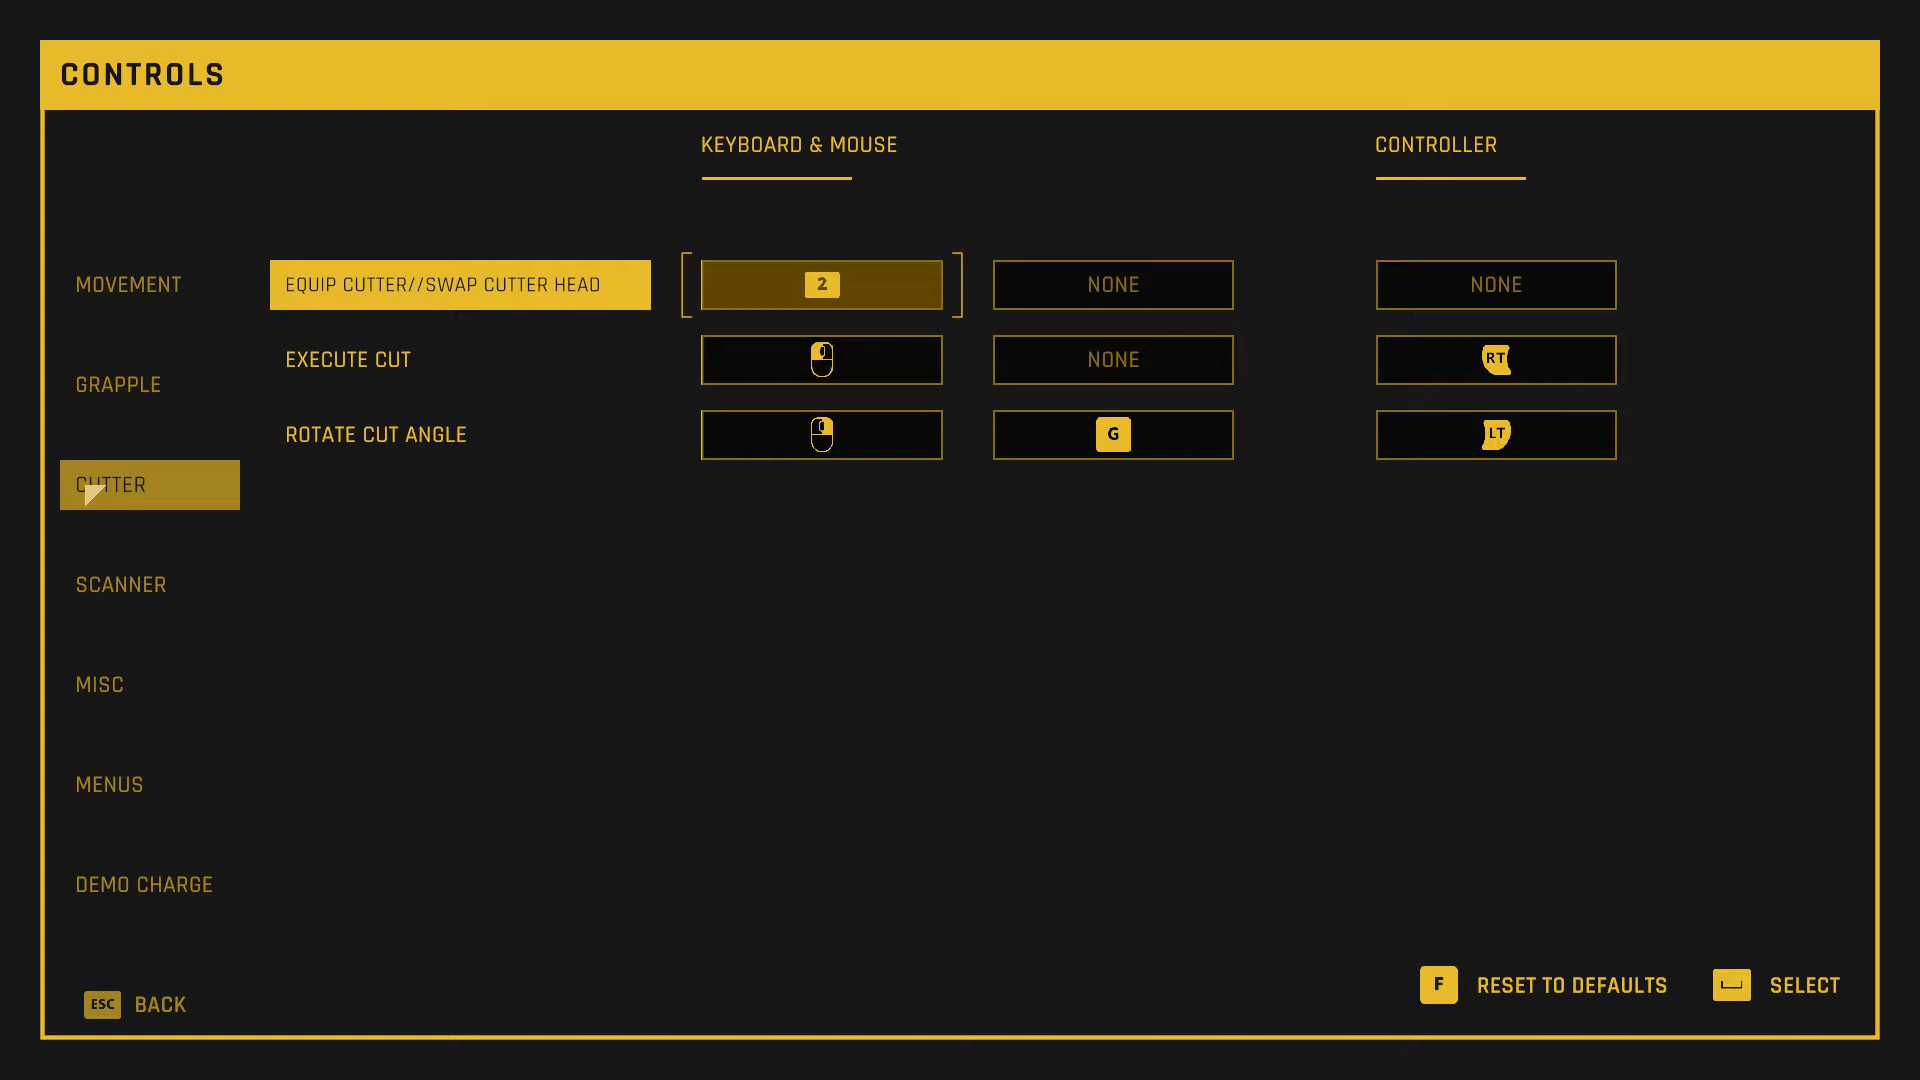 CONTROLS
KEYBOARD & MOUSE
CONTROLLER
MOVEMENT
EQUIP CUTTER//SWAP CUTTER HEAD
2
NONE
NONE
EXECUTE CUT
NONE
RT
GRAPPLE
ROTATE CUT ANGLE
G
LT
CUTTER
SCANNER
MISC
MENUS
DEMO CHARGE
F RESET TO DEFAULTS
SELECT
ESC BACK